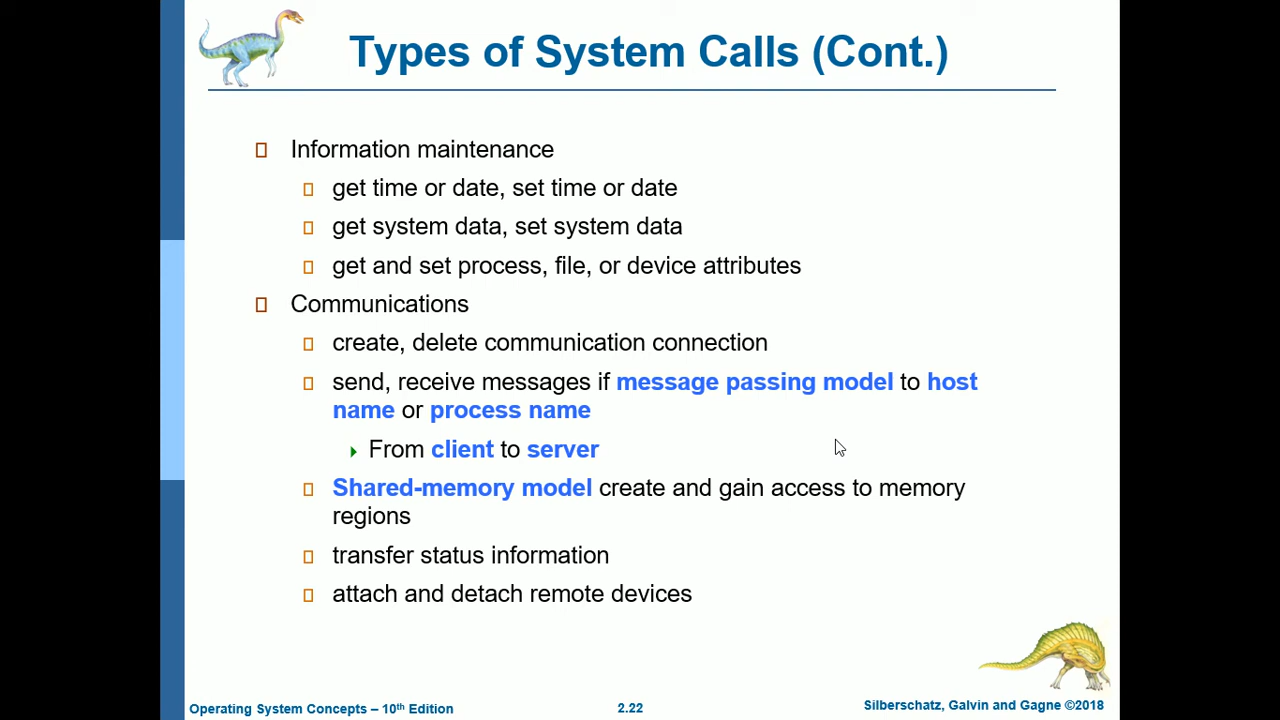 Types of System Calls (Cont.)
Information maintenance
get time or date, set time or date
get system data, set system data
get and set process, file, or device attributes
Communications
create, delete communication connection
send, receive messages if message passing model to host
name or process name
From client to server
Shared-memory model create and gain access to memory
regions
transfer status information
attach and detach remote devices
Operating System Concepts – 10th Edition
2.22
Silberschatz, Galvin and Gagne ©2018